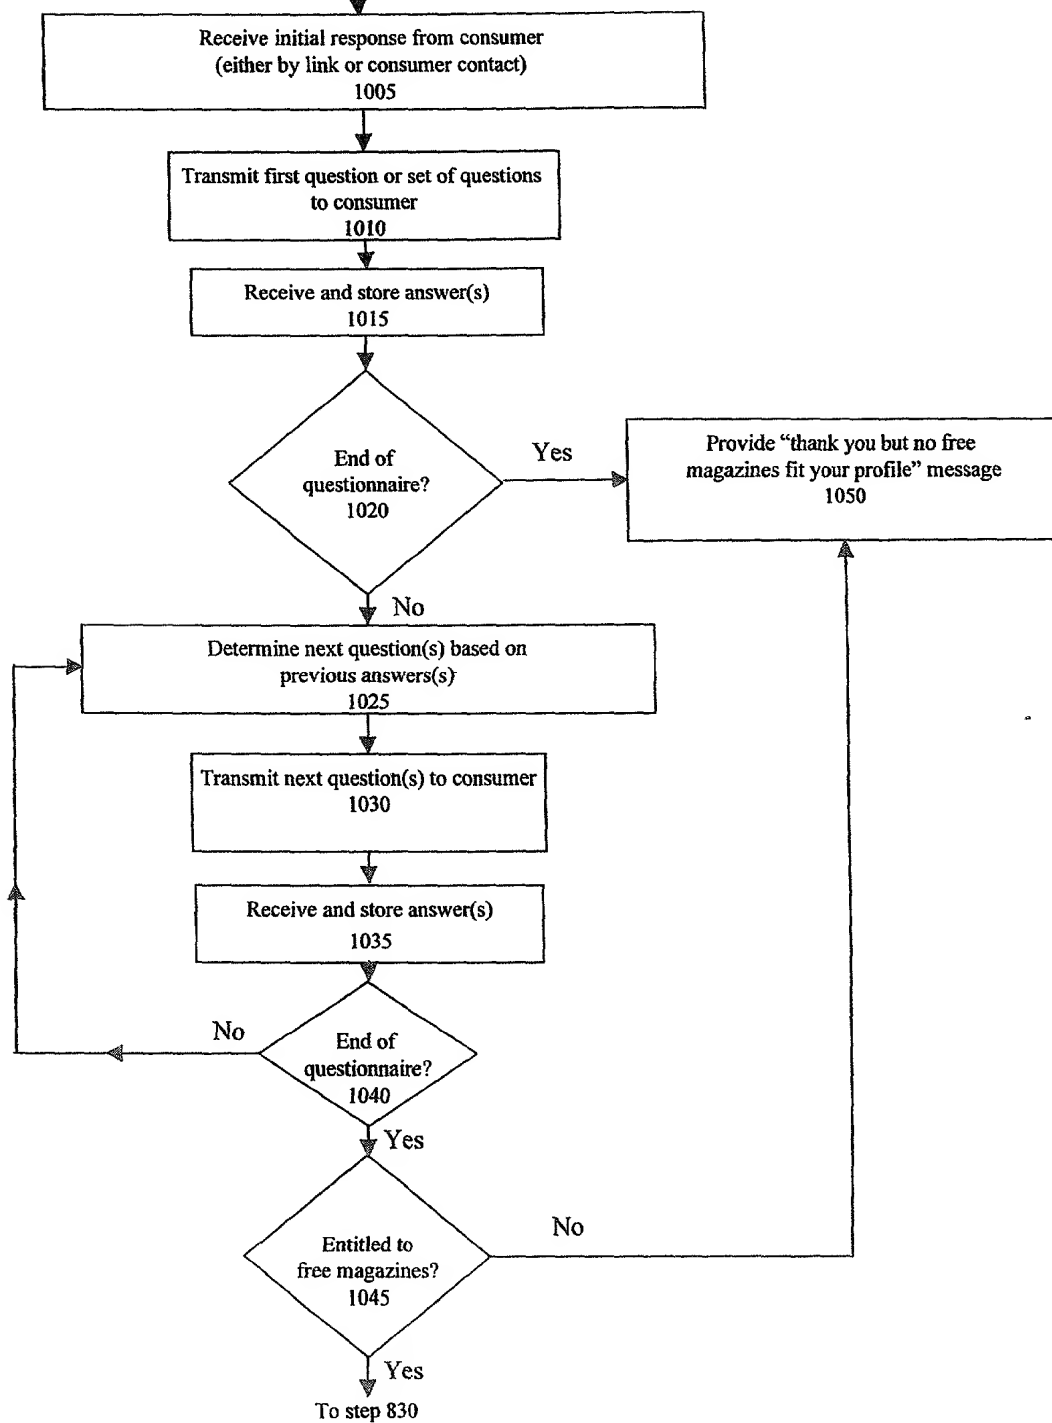 Receive initial response from consumer
(either by link or consumer contact)
1005
Transmit first question or set of questions
to consumer
1010
Receive and store answer(s)
1015
End of
questionnaire?
1020
Yes
Provide “thank you but no free
magazines fit your profile” message
1050
No
Determine next question(s) based on
previous answers(s)
1025
Transmit next question(s) to consumer
1030
Receive and store answer(s)
1035
No
End of
questionnaire?
1040
Yes
Entitled to
free magazines?
1045
No
Yes
To step 830